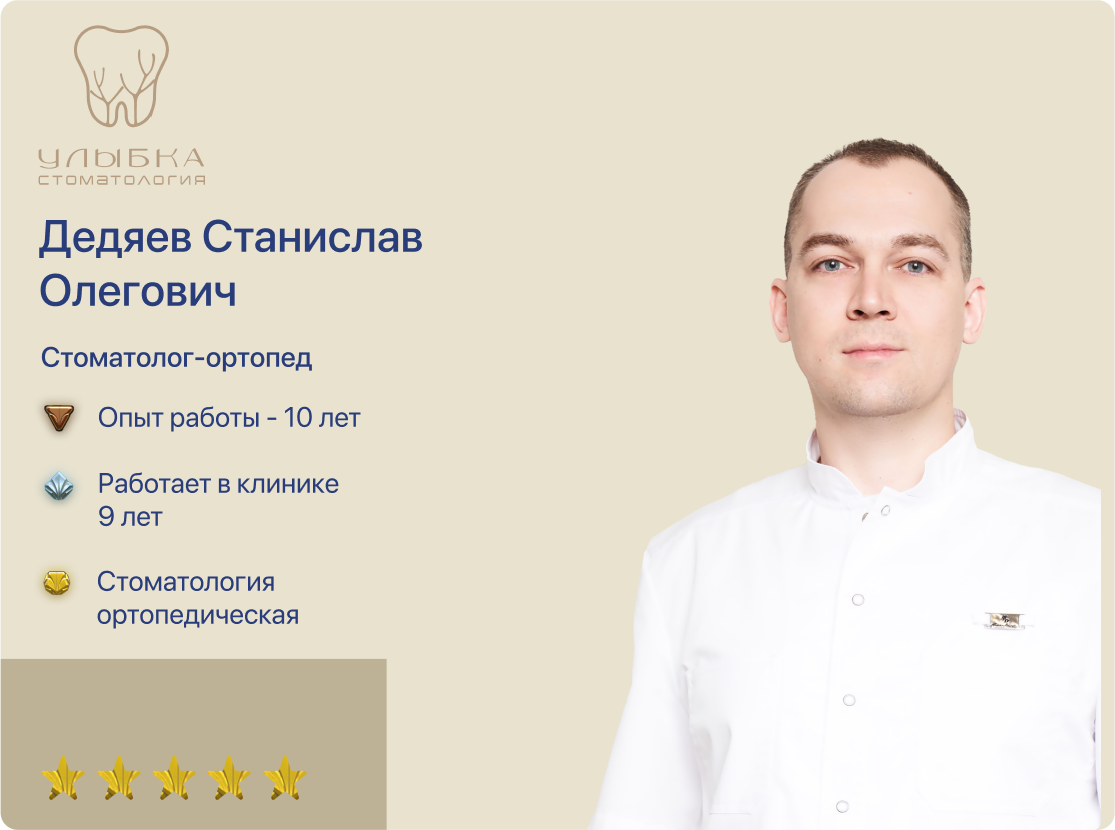 УЛЫБКА
СТОМАТОЛОГИЯ
Дедяев Станислав
Олегович
Стоматолог-ортопед
Опыт работы - 10 лет
Работает в клинике
9 лет
Стоматология
ортопедическая